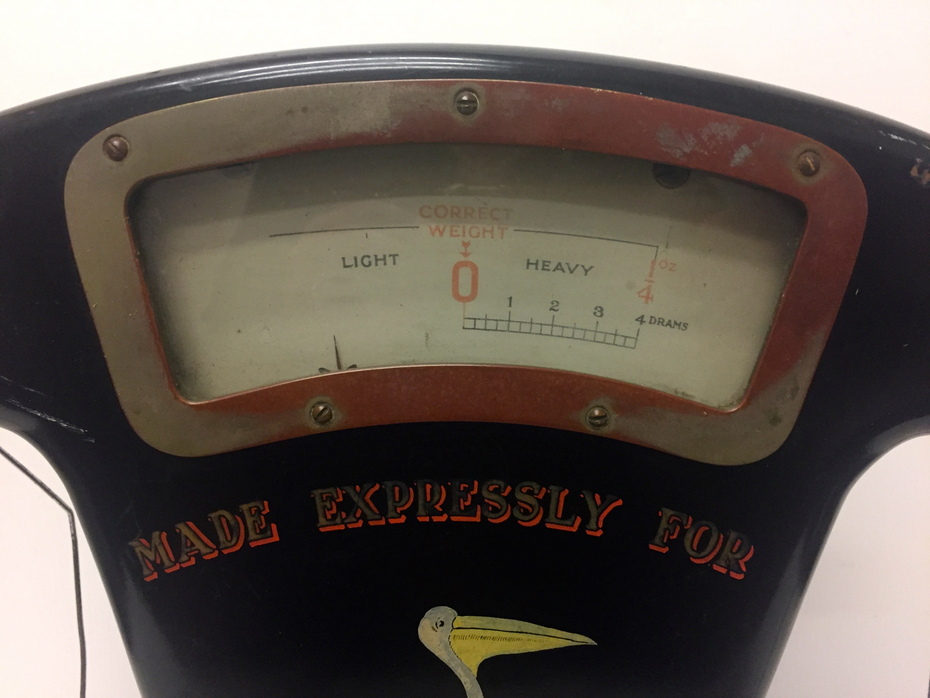 CORRECT
WEIGHT
LIGHT
0
HEAVY
1/4 OZ
1 2 3 4 DRAMS
MADE EXPRESSLY FOR